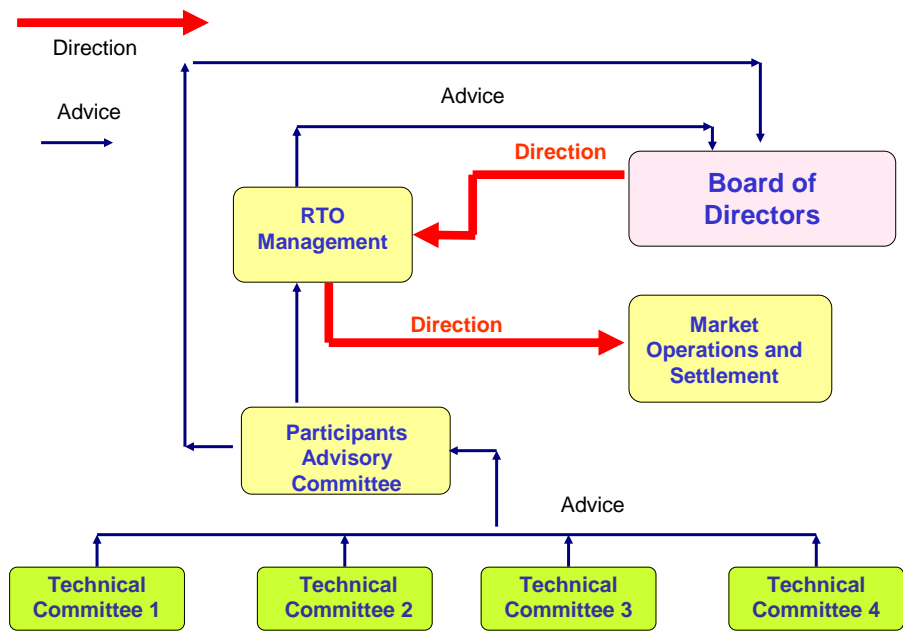 Direction
Advice
Advice
Direction
Board of
Directors
RTO
Management
Direction
Market
Operations and
Settlement
Participants
Advisory
Committee
Advice
Technical
Committee 1
Technical
Committee 2
Technical
Committee 3
Technical
Committee 4